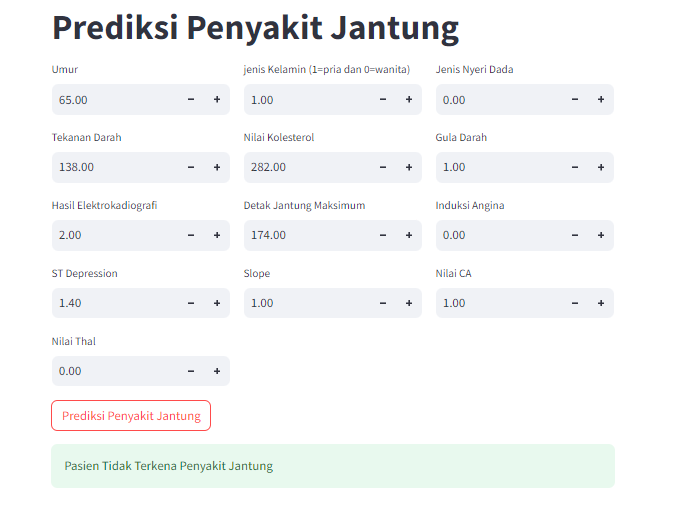 Prediksi Penyakit Jantung
Umur
jenis Kelamin (1=pria dan 0=wanita)
Jenis Nyeri Dada
65.00 − +
1.00 − +
0.00 − +
Tekanan Darah
Nilai Kolesterol
Gula Darah
138.00 − +
282.00 − +
1.00 − +
Hasil Elektrokadiografi
Detak Jantung Maksimum
Induksi Angina
2.00 − +
174.00 − +
0.00 − +
ST Depression
Slope
Nilai CA
1.40 − +
1.00 − +
1.00 − +
Nilai Thal
0.00 − +
Prediksi Penyakit Jantung
Pasien Tidak Terkena Penyakit Jantung